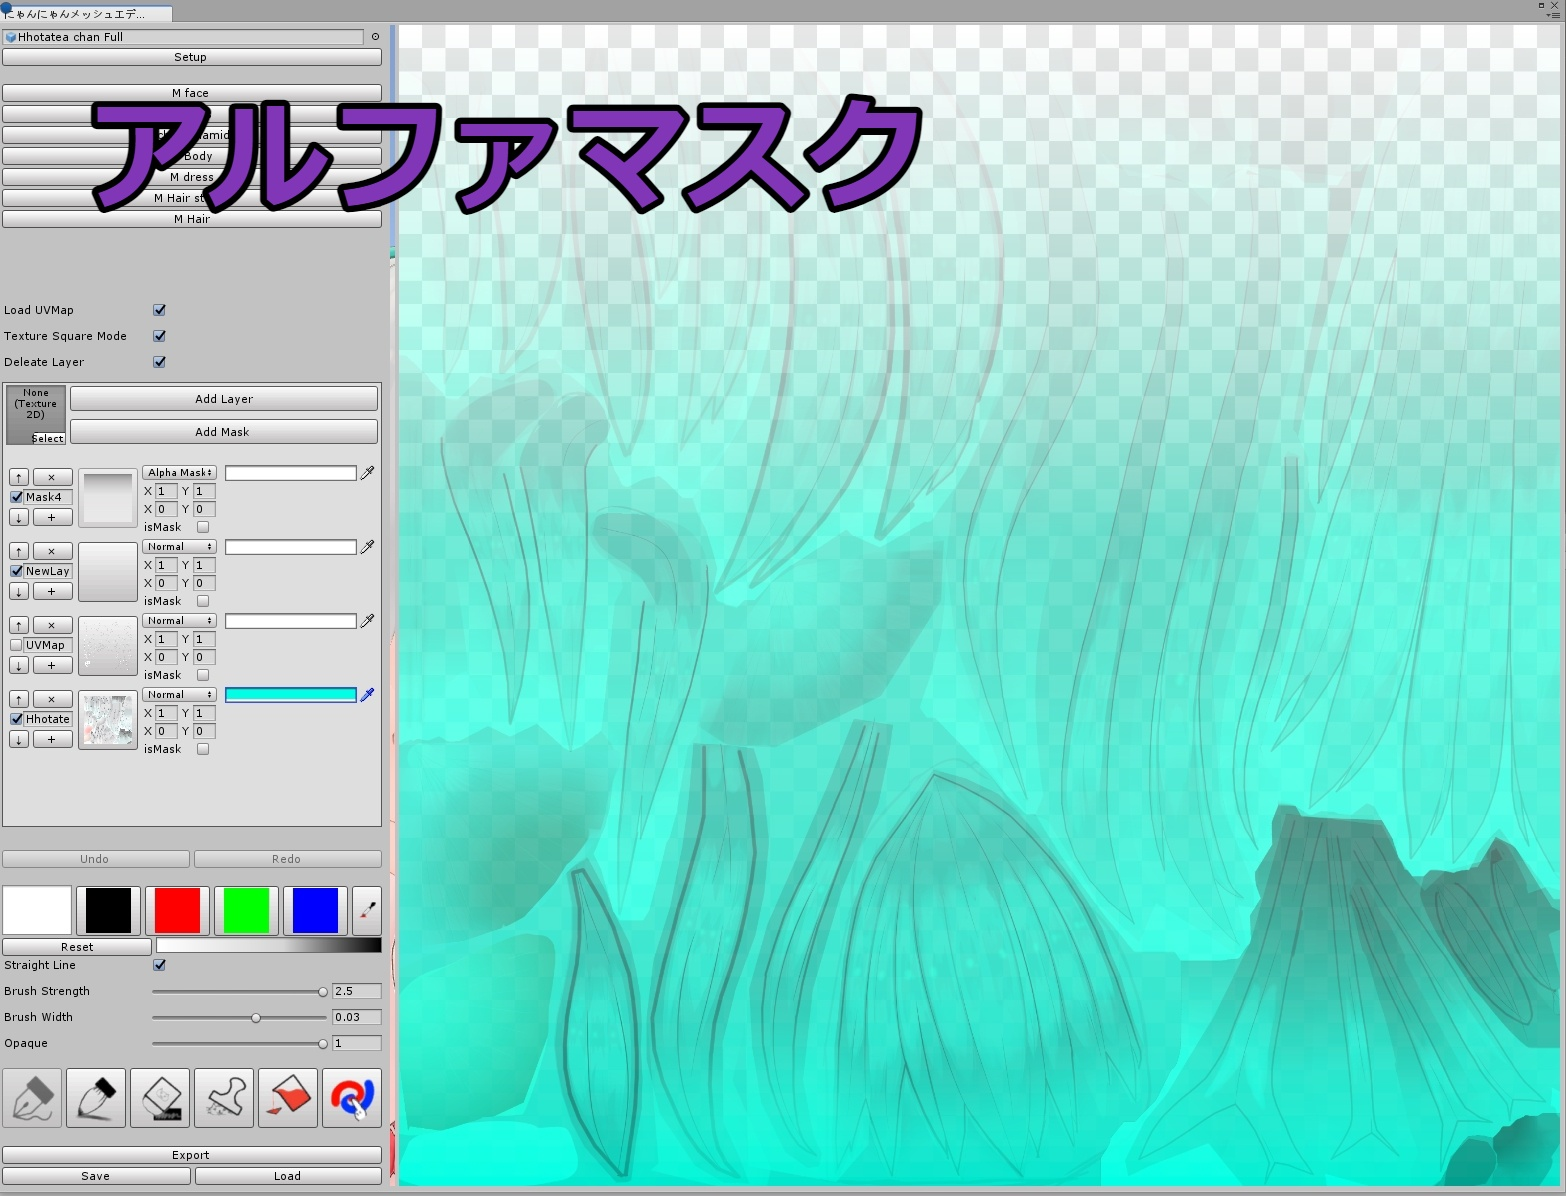 にゃんにゃんメッシュエデ...
Hhotatea chan Full
Setup
M face
アルファマスク
Body
M dress
M Hair st
M Hair
Load UVMap
Texture Square Mode
Deleate Layer
None
(Texture
2D)
Select
Add Layer
Add Mask
↑ × Alpha Mask
Mask4 X 1 Y 1
↓ + X 0 Y 0
isMask
↑ × Normal
NewLay X 1 Y 1
↓ + X 0 Y 0
isMask
↑ × Normal
UVMap X 1 Y 1
↓ + X 0 Y 0
isMask
↑ × Normal
Hhotate X 1 Y 1
↓ + X 0 Y 0
isMask
Undo Redo
Reset
Straight Line
Brush Strength 2.5
Brush Width 0.03
Opaque 1
Export
Save Load